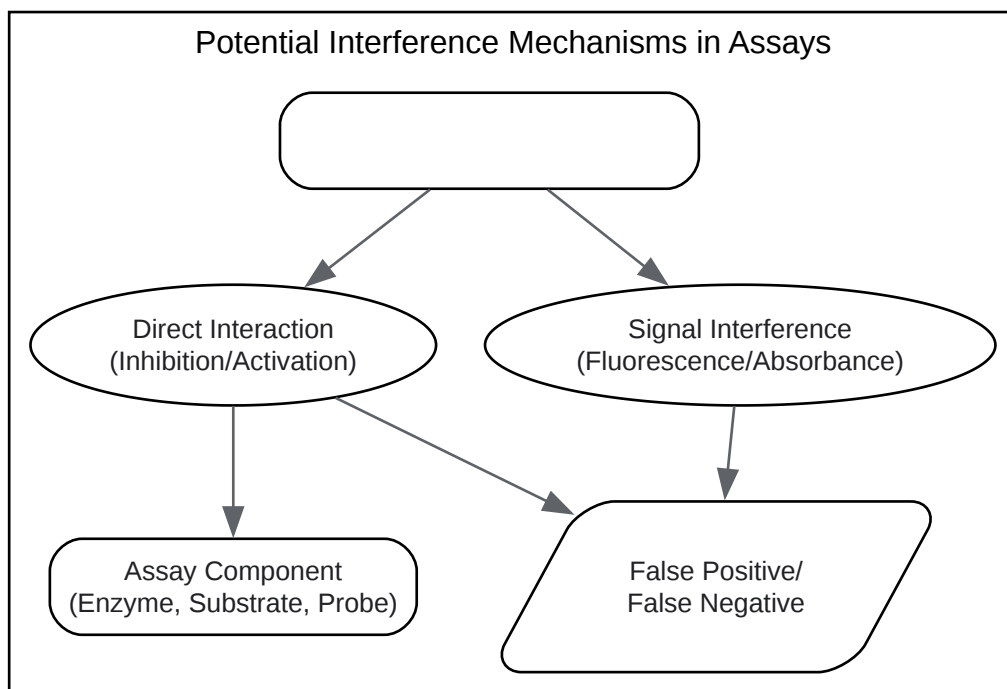 Potential Interference Mechanisms in Assays
Direct Interaction
(Inhibition/Activation)
Signal Interference
(Fluorescence/Absorbance)
Assay Component
(Enzyme, Substrate, Probe)
False Positive/
False Negative